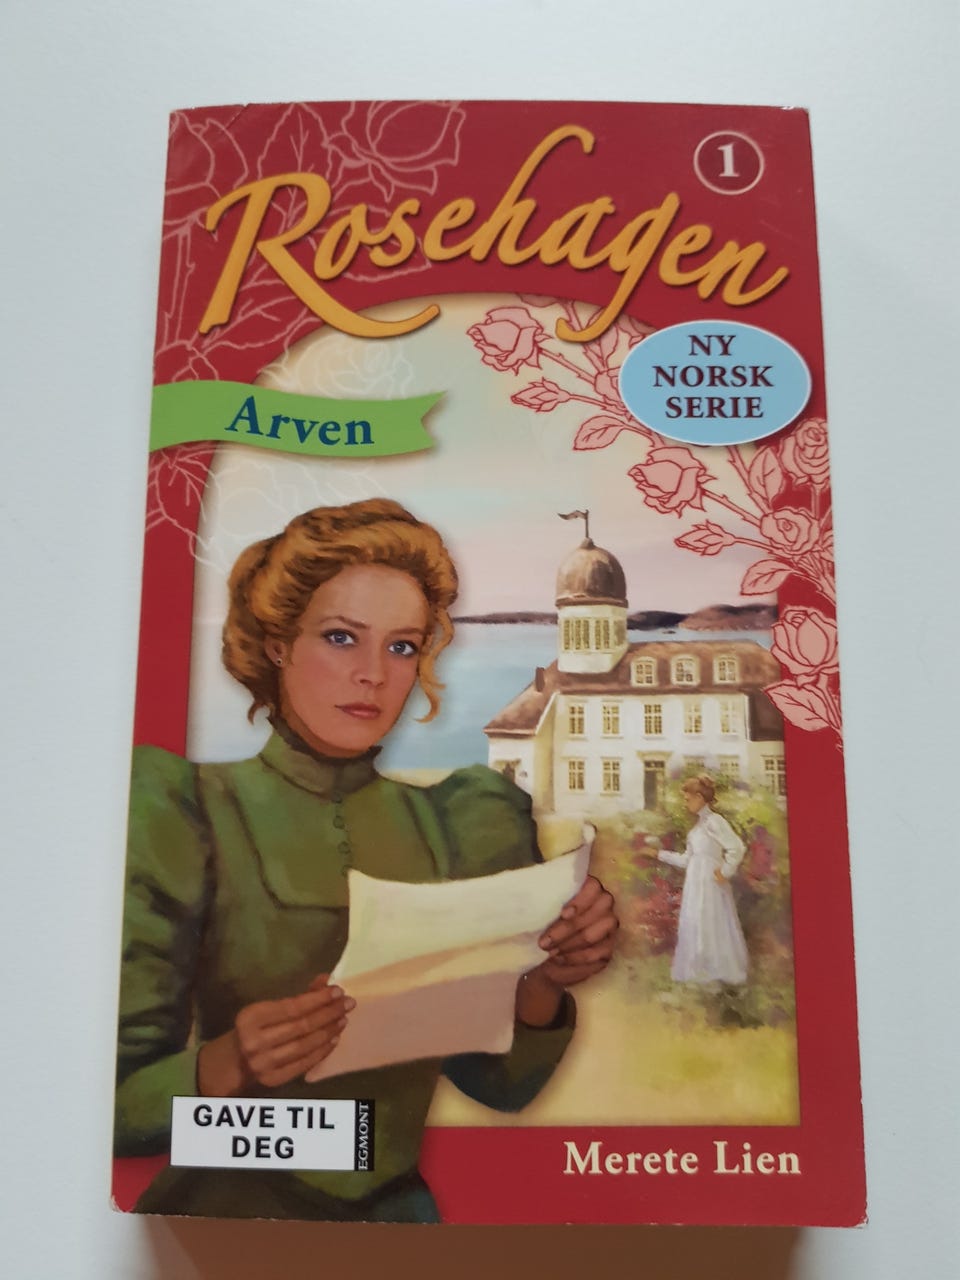 1
Rosehagen
NY
NORSK
SERIE
Arven
GAVE TIL
DEG
EGMONT
Merete Lien